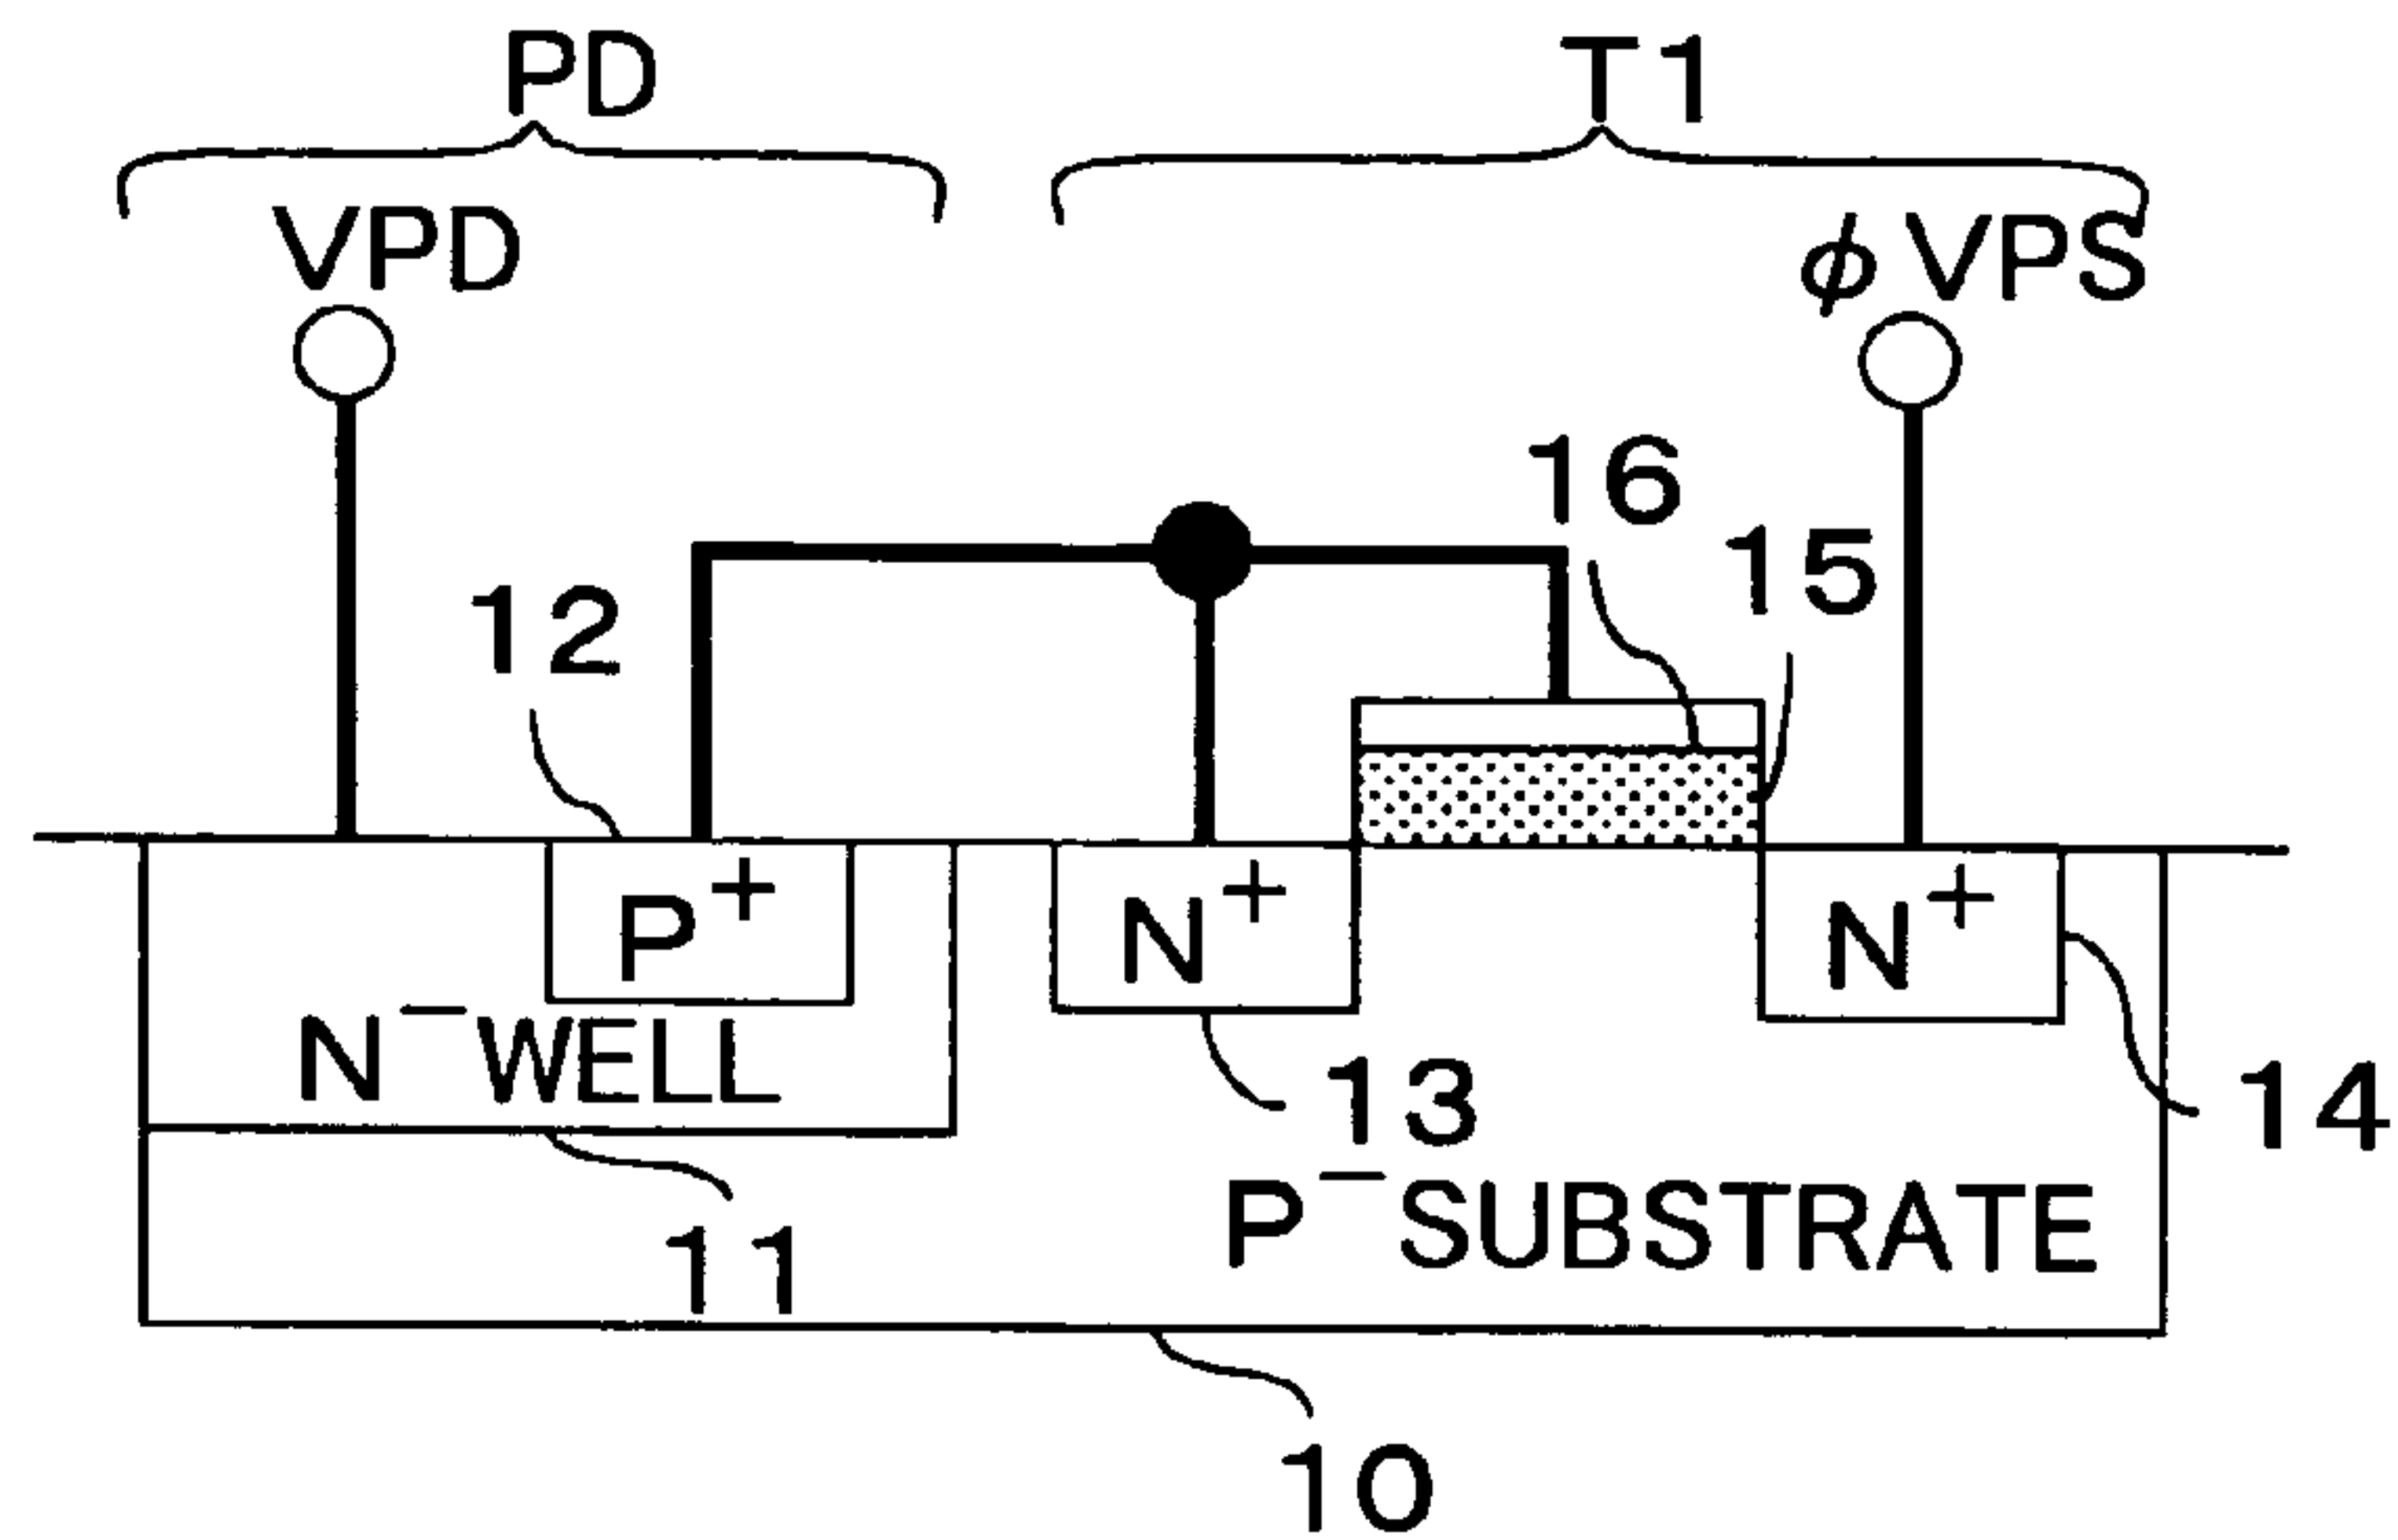 PD
T1
VPD
φVPS
16
15
12
P+
N+
N+
N−WELL
13
14
P−SUBSTRATE
11
10